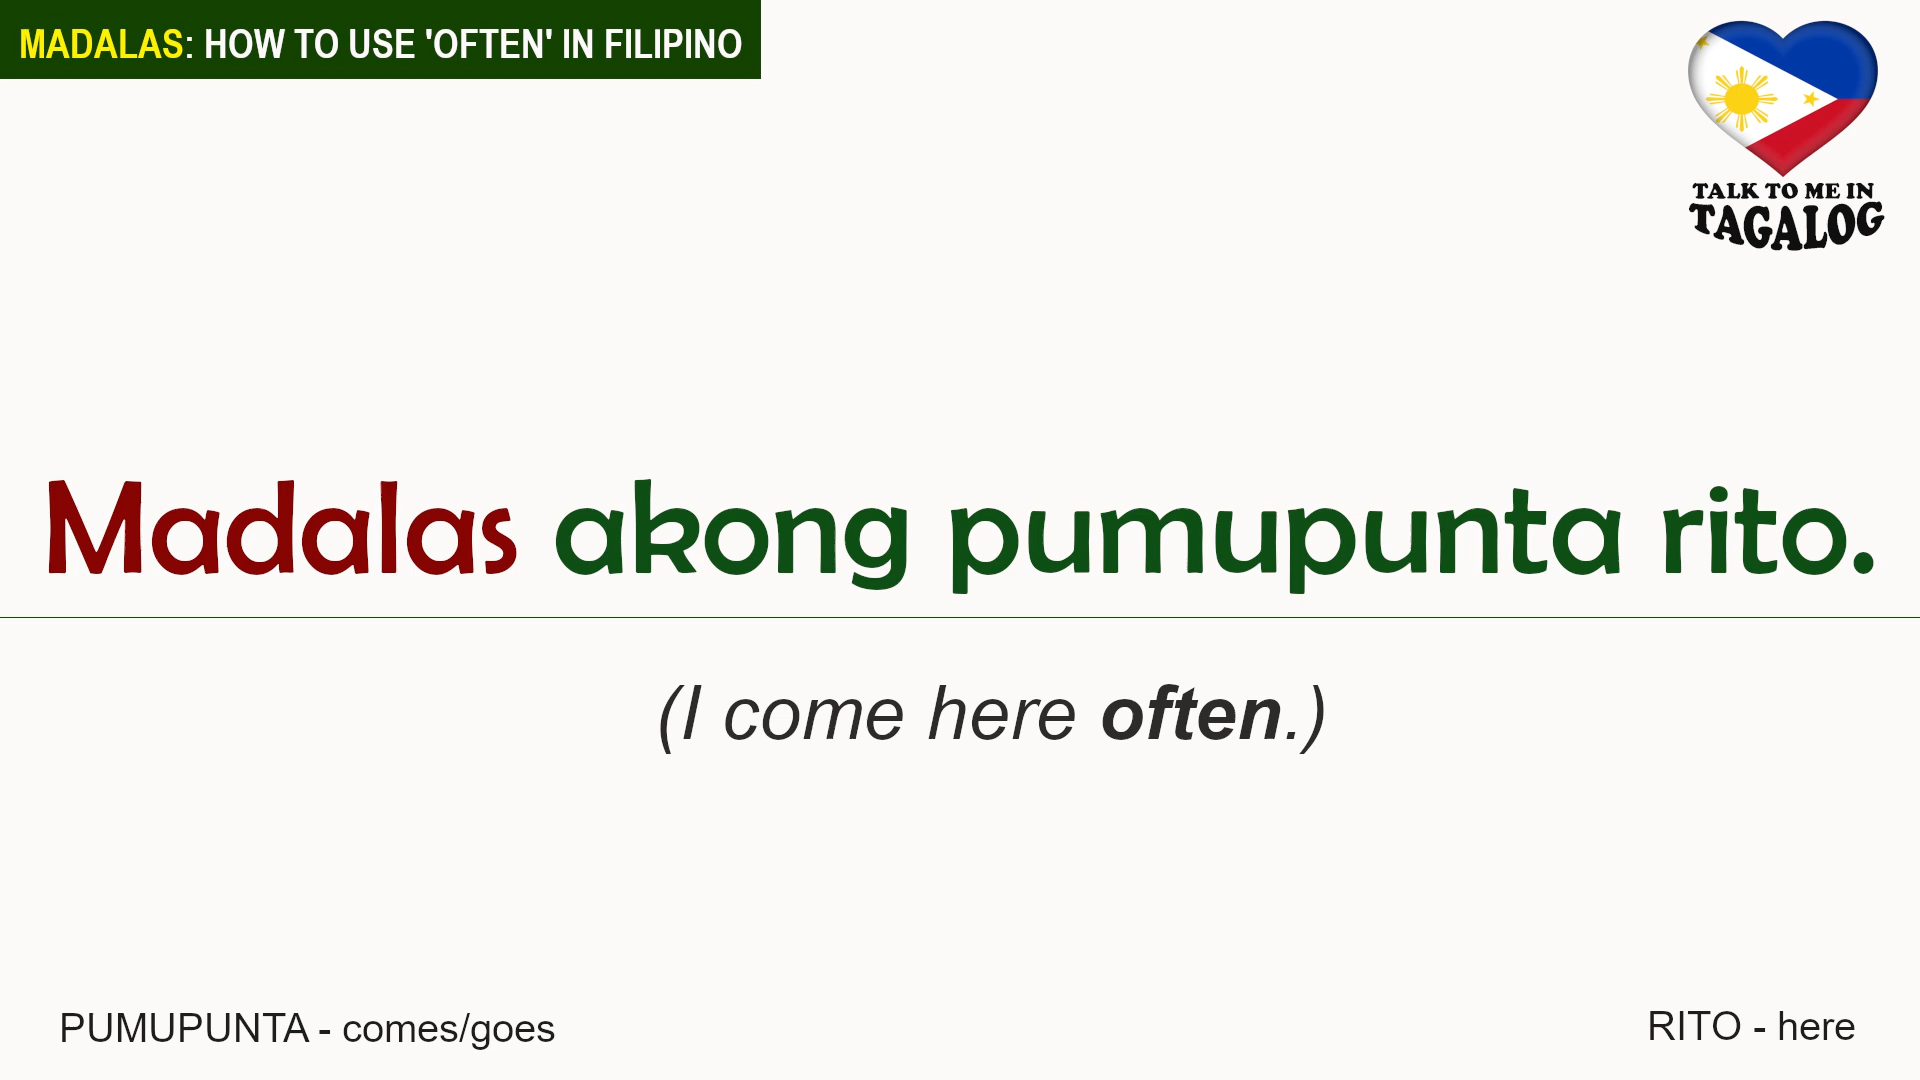 MADALAS: HOW TO USE 'OFTEN' IN FILIPINO
TALK TO ME IN
TAGALOG
Madalas akong pumupunta rito.
(I come here often.)
PUMUPUNTA - comes/goes
RITO - here